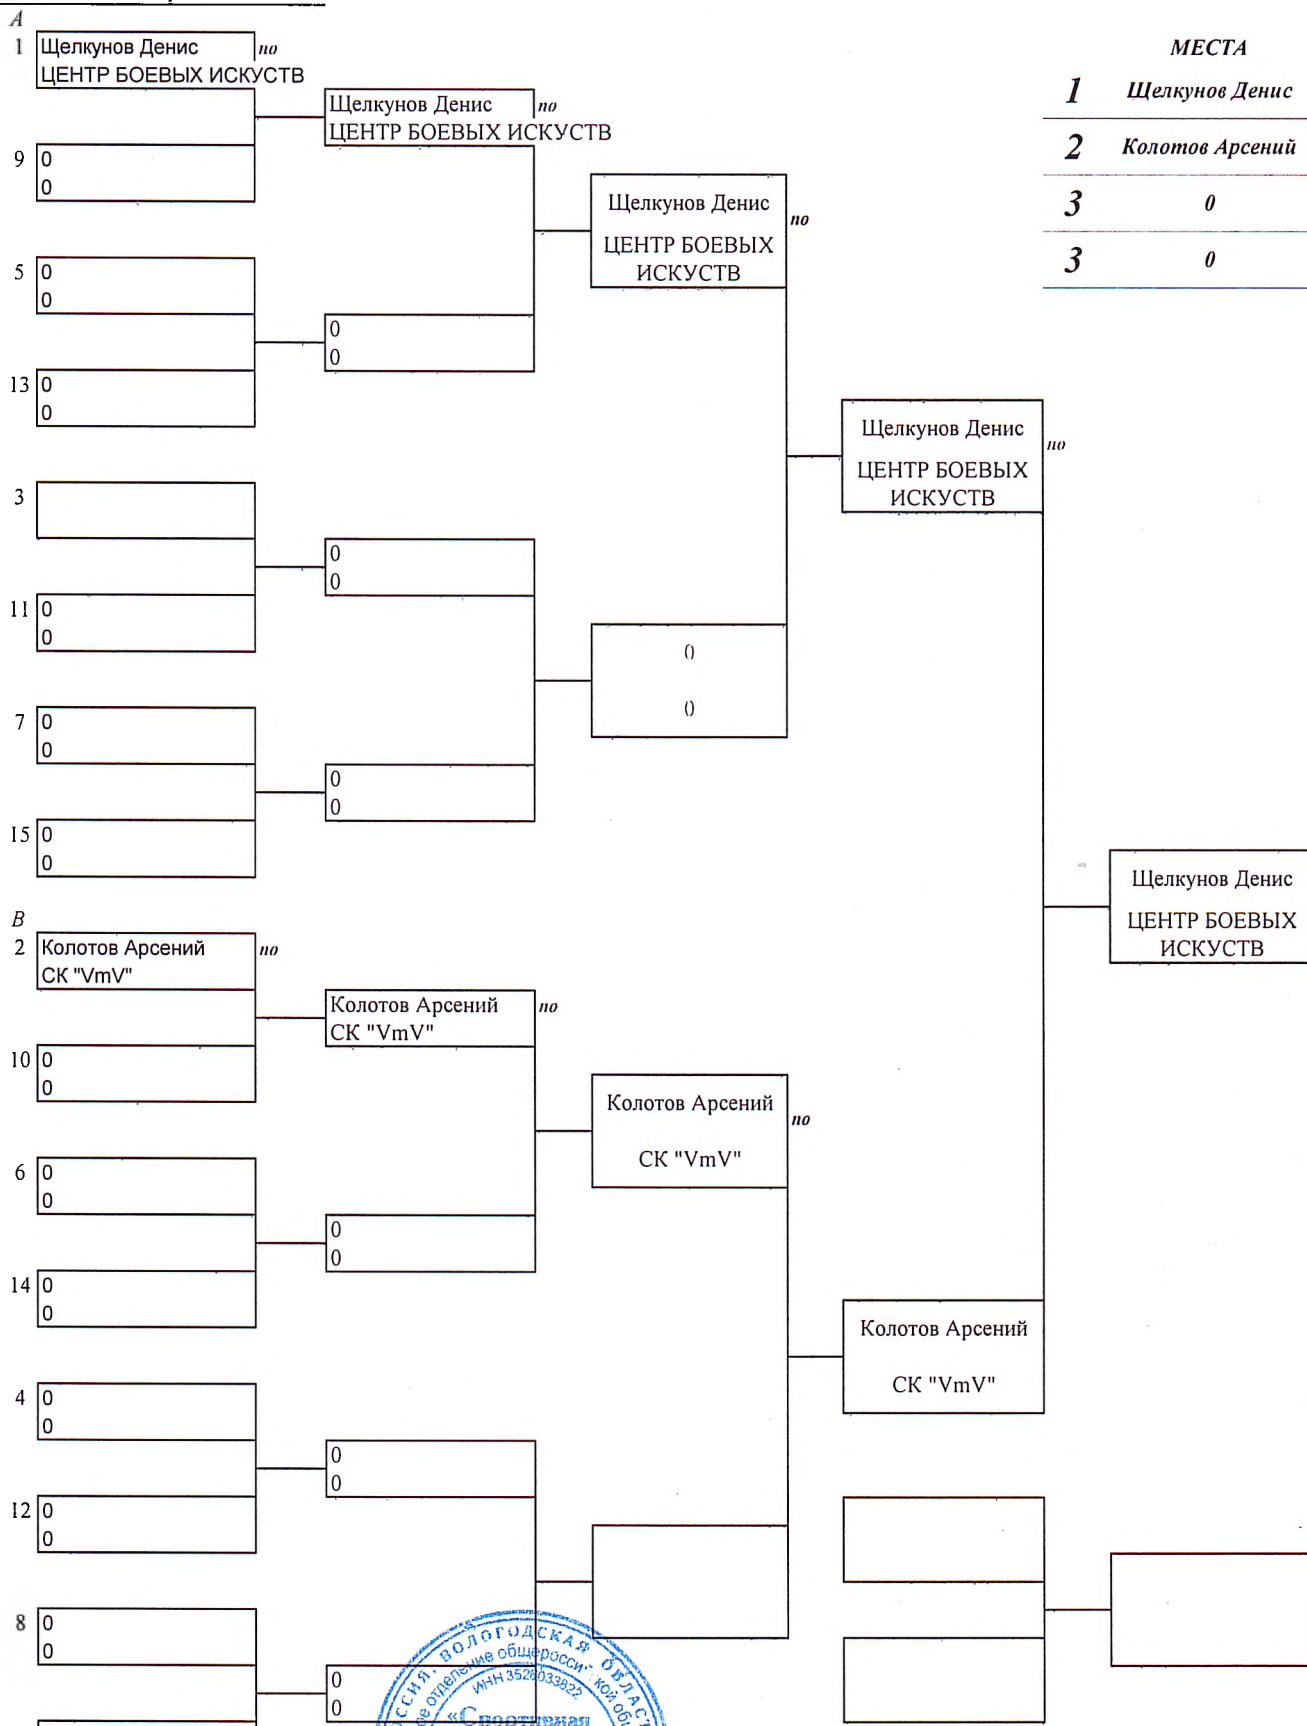 A
1 Щелкунов Денис по
ЦЕНТР БОЕВЫХ ИСКУСТВ
Щелкунов Денис по
ЦЕНТР БОЕВЫХ ИСКУСТВ
9 0
0
Щелкунов Денис по
ЦЕНТР БОЕВЫХ
ИСКУСТВ
5 0
0
0
0
13 0
0
Щелкунов Денис по
ЦЕНТР БОЕВЫХ
ИСКУСТВ
3
0
0
11 0
0
0
0
7 0
0
0
0
15 0
0
МЕСТА
1 Щелкунов Денис
2 Колотов Арсений
3 0
3 0
Щелкунов Денис
ЦЕНТР БОЕВЫХ
ИСКУСТВ
B
2 Колотов Арсений по
СК "VmV"
Колотов Арсений по
СК "VmV"
10 0
0
Колотов Арсений по
СК "VmV"
6 0
0
0
0
14 0
0
Колотов Арсений
СК "VmV"
4 0
0
0
0
12 0
0
8 0
0
0
0
ВОЛОГОДСКАЯ
отделение
ИНН 3526033822
«Спортивная